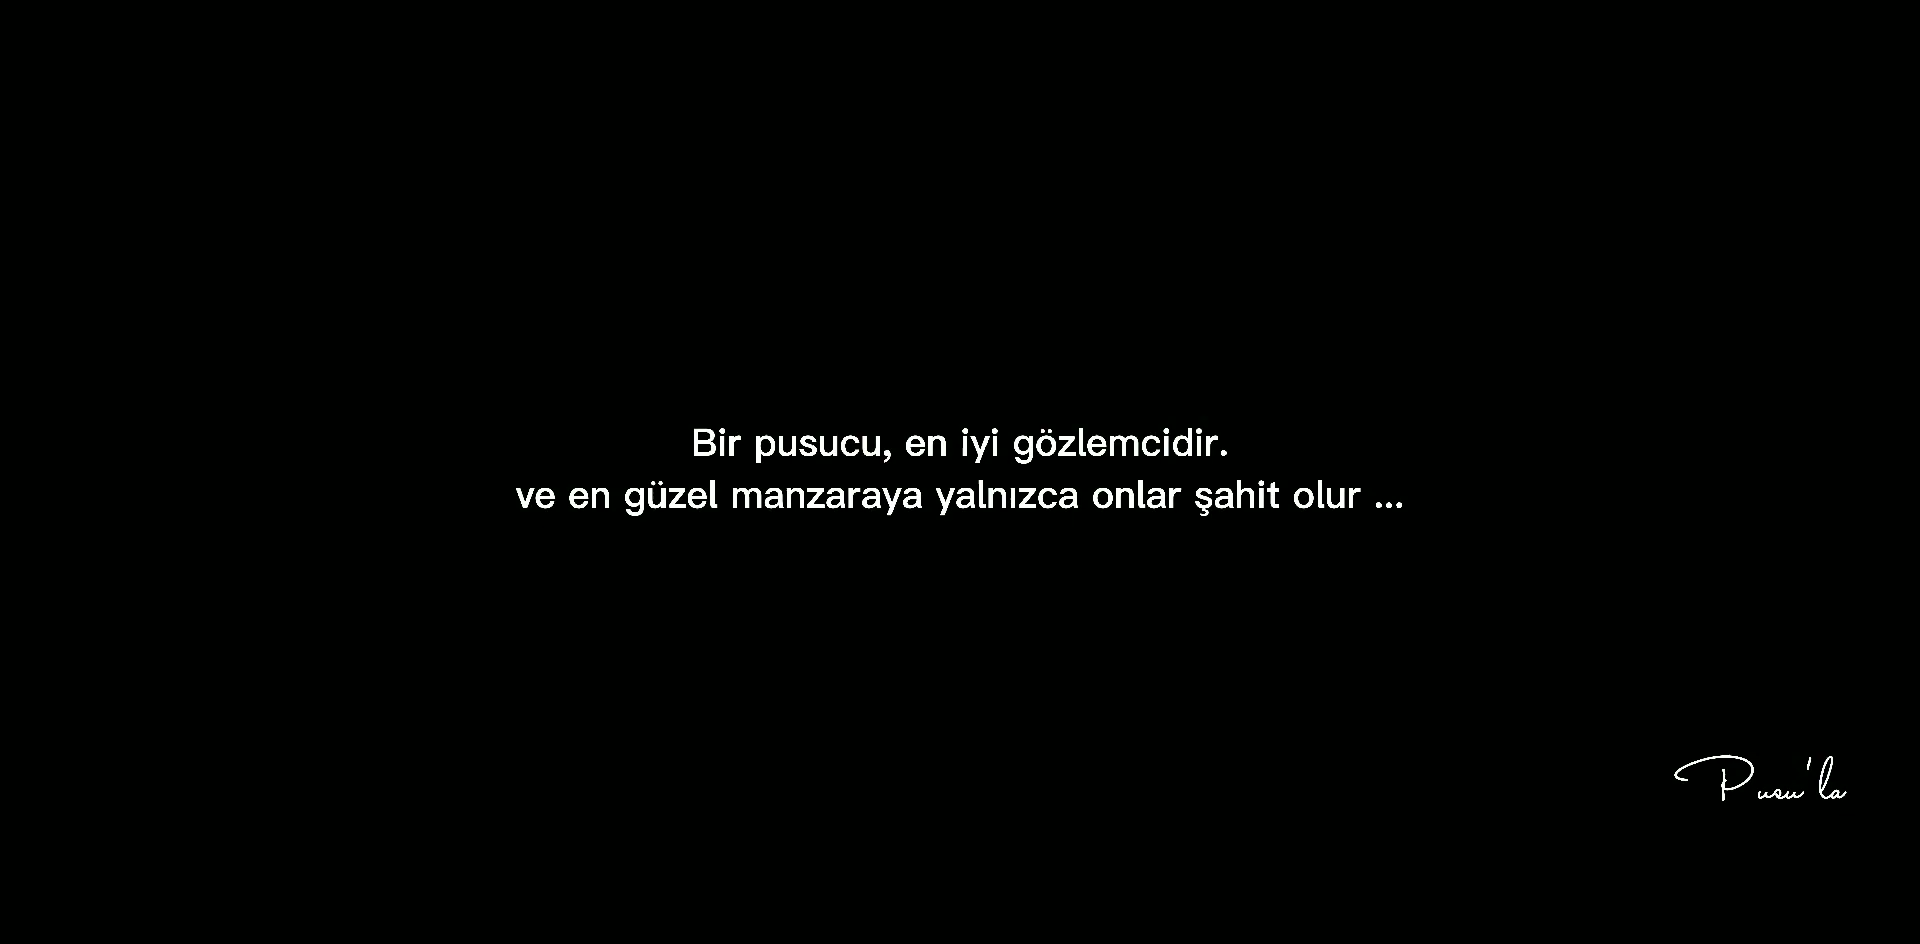 Bir pusucu, en iyi gözlemcidir.
ve en güzel manzaraya yalnızca onlar şahit olur ...
Pusu'la